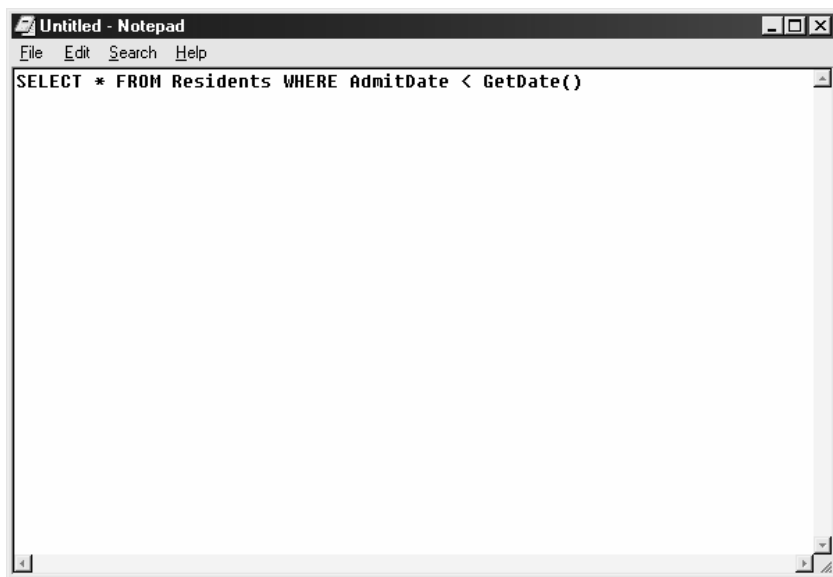 Untitled - Notepad
File Edit Search Help
SELECT * FROM Residents WHERE AdmitDate < GetDate()